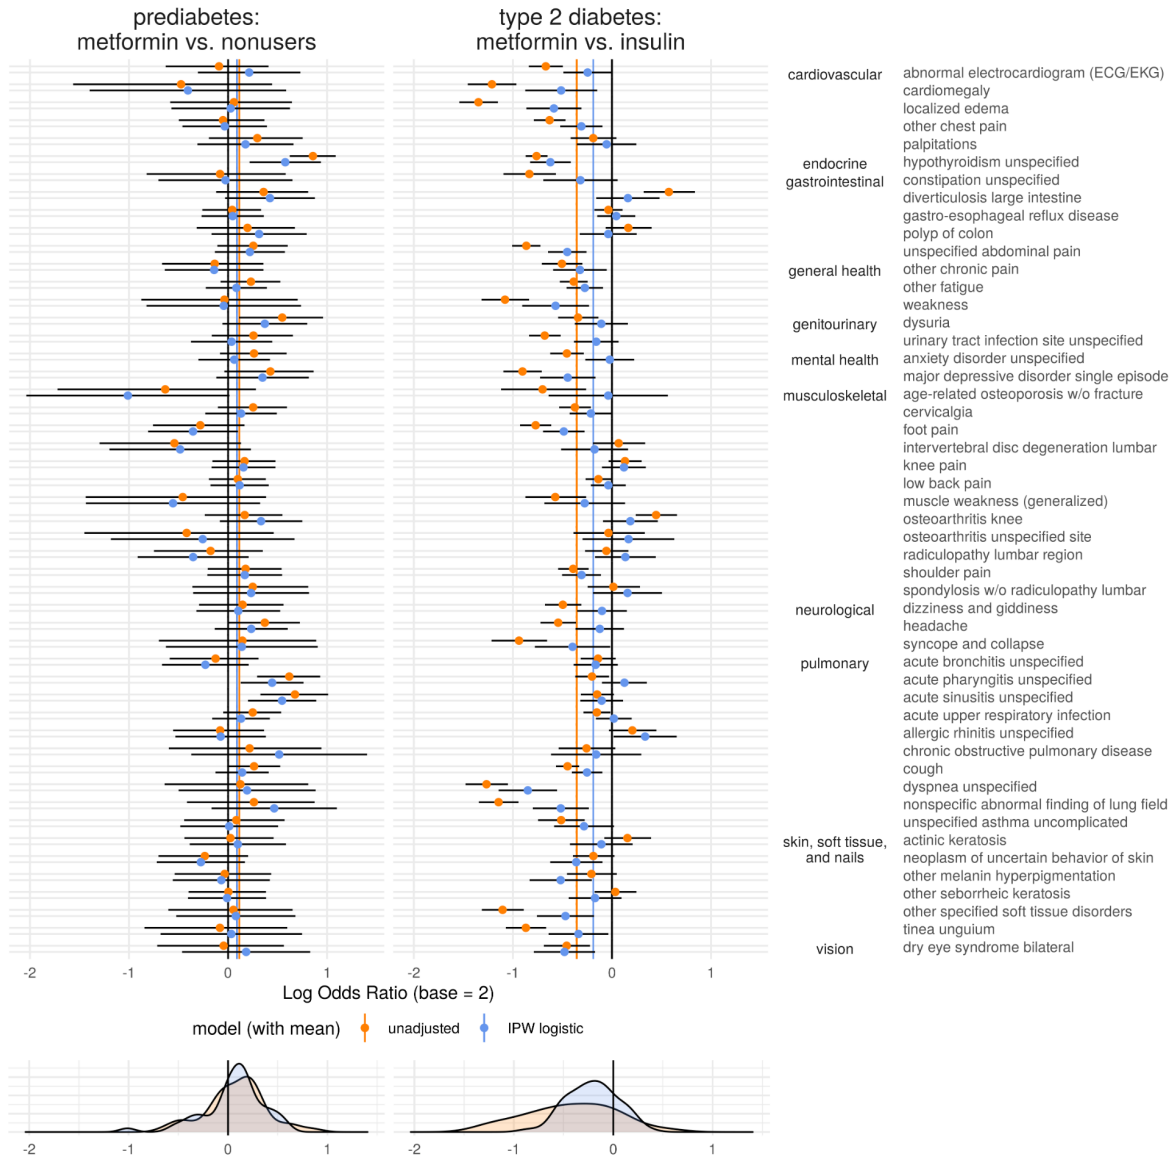 prediabetes:
metformin vs. nonusers
type 2 diabetes:
metformin vs. insulin
cardiovascular abnormal electrocardiogram (ECG/EKG)
cardiomegaly
localized edema
other chest pain
palpitations
endocrine hypothyroidism unspecified
gastrointestinal constipation unspecified
diverticulosis large intestine
gastro-esophageal reflux disease
polyp of colon
unspecified abdominal pain
general health other chronic pain
other fatigue
weakness
genitourinary dysuria
urinary tract infection site unspecified
mental health anxiety disorder unspecified
major depressive disorder single episode
musculoskeletal age-related osteoporosis w/o fracture
cervicalgia
foot pain
intervertebral disc degeneration lumbar
knee pain
low back pain
muscle weakness (generalized)
osteoarthritis knee
osteoarthritis unspecified site
radiculopathy lumbar region
shoulder pain
spondylosis w/o radiculopathy lumbar
neurological dizziness and giddiness
headache
syncope and collapse
pulmonary acute bronchitis unspecified
acute pharyngitis unspecified
acute sinusitis unspecified
acute upper respiratory infection
allergic rhinitis unspecified
chronic obstructive pulmonary disease
cough
dyspnea unspecified
nonspecific abnormal finding of lung field
unspecified asthma uncomplicated
skin, soft tissue, actinic keratosis
and nails neoplasm of uncertain behavior of skin
other melanin hyperpigmentation
other seborrheic keratosis
other specified soft tissue disorders
tinea unguium
vision dry eye syndrome bilateral
-2 -1 0 1 -2 -1 0 1
Log Odds Ratio (base = 2)
model (with mean) unadjusted IPW logistic
-2 -1 0 1 -2 -1 0 1